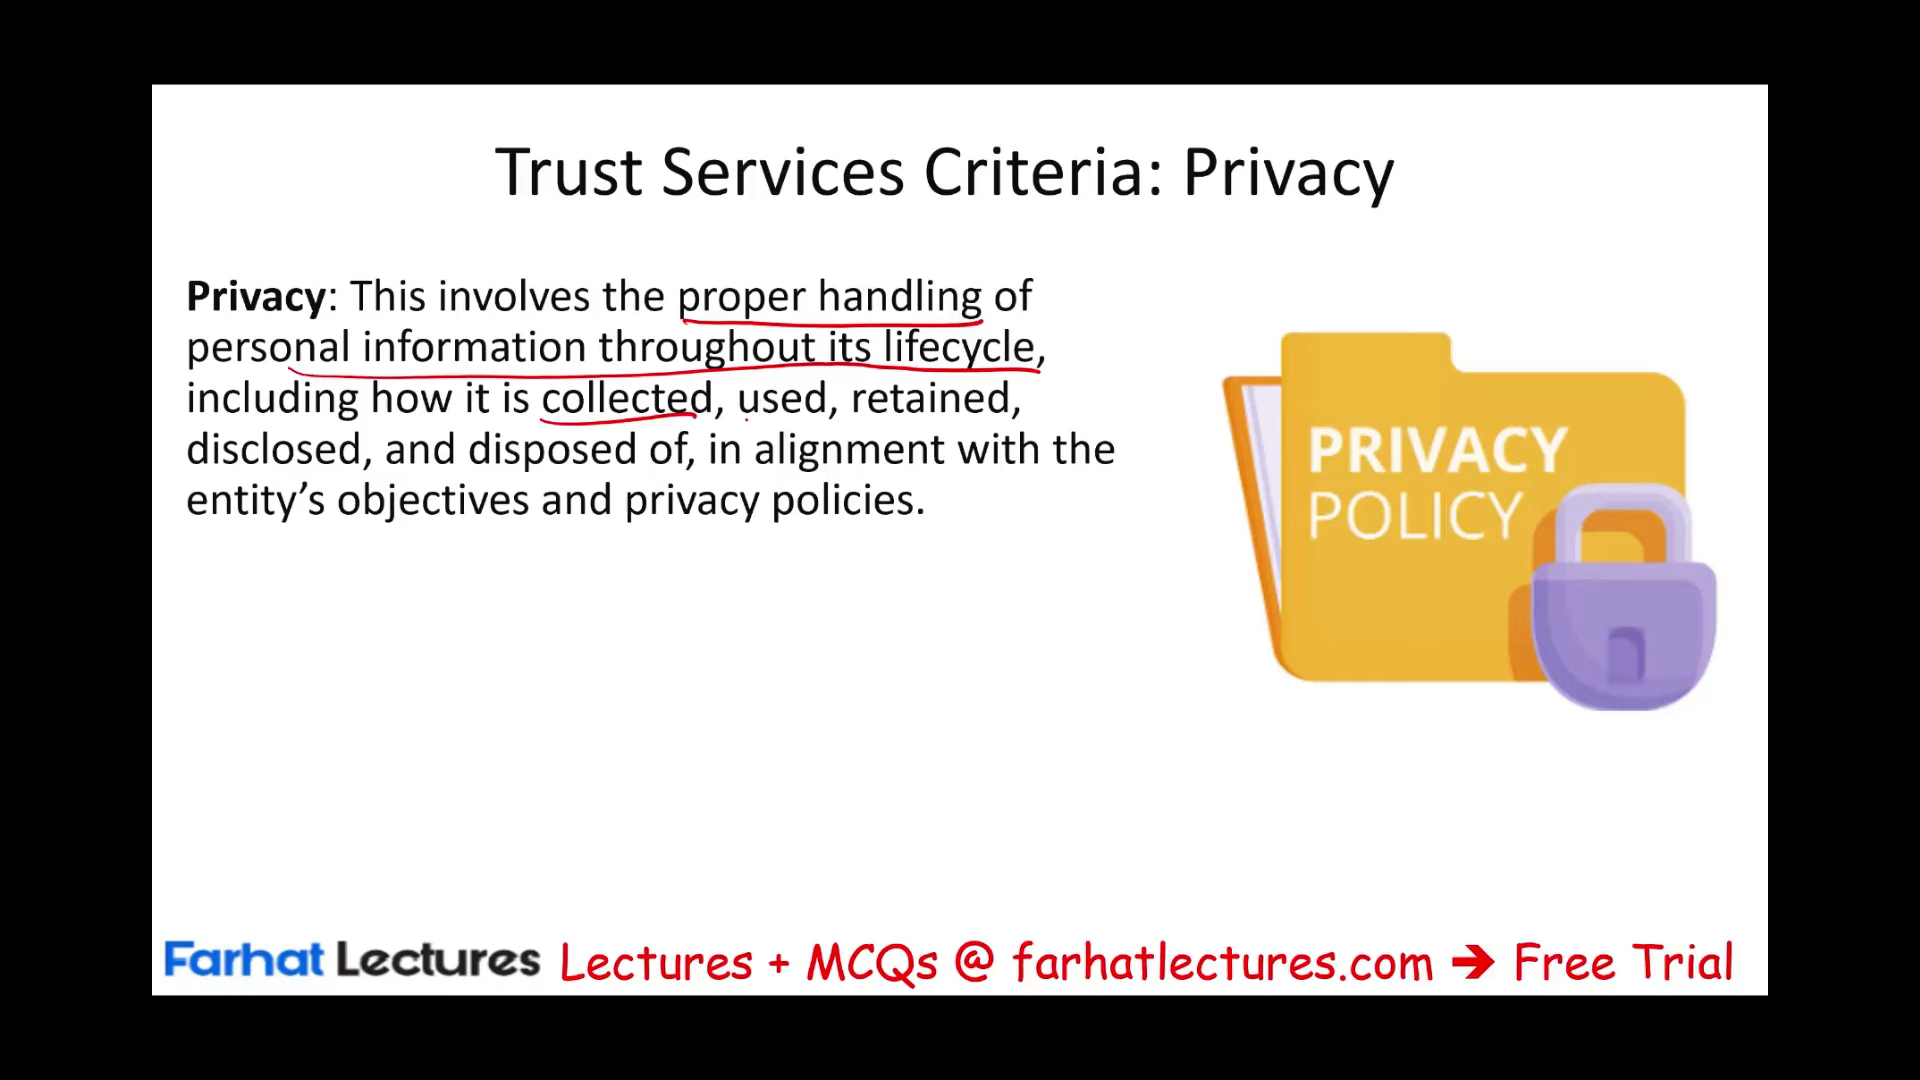 Trust Services Criteria: Privacy
Privacy: This involves the proper handling of
personal information throughout its lifecycle,
including how it is collected, used, retained,
disclosed, and disposed of, in alignment with the
entity’s objectives and privacy policies.
PRIVACY
POLICY
Farhat Lectures Lectures + MCQs @ farhatlectures.com → Free Trial